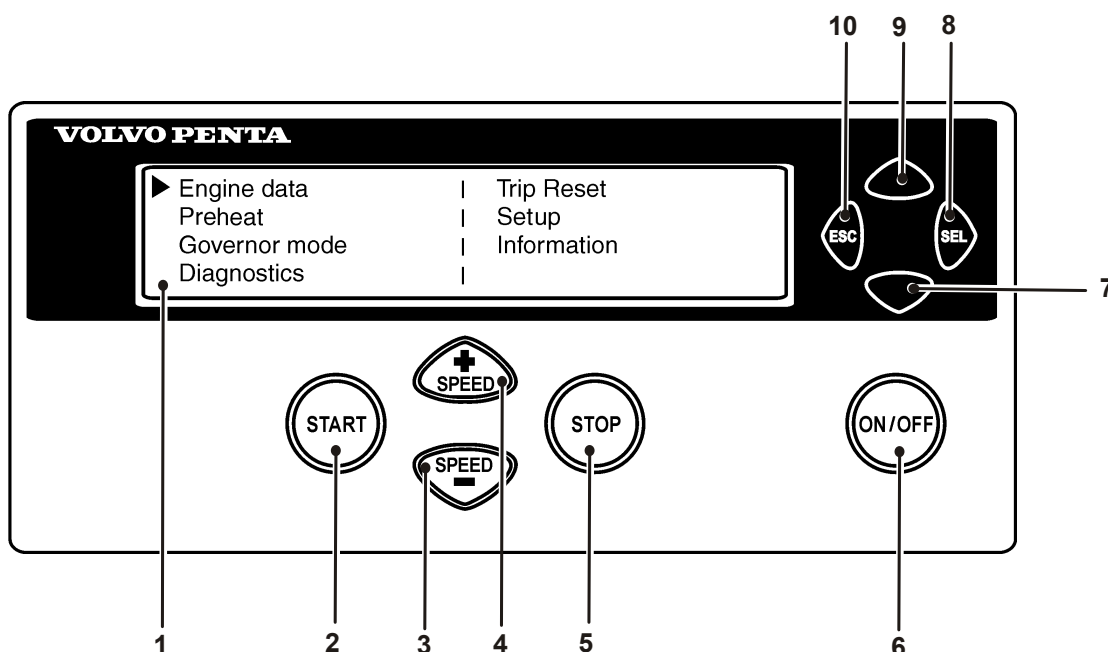 10 9 8
VOLVO PENTA
Engine data | Trip Reset
Preheat | Setup
Governor mode | Information
Diagnostics |
ESC
SEL
7
+
SPEED
START
STOP
ON/OFF
SPEED
-
1 2 3 4 5 6